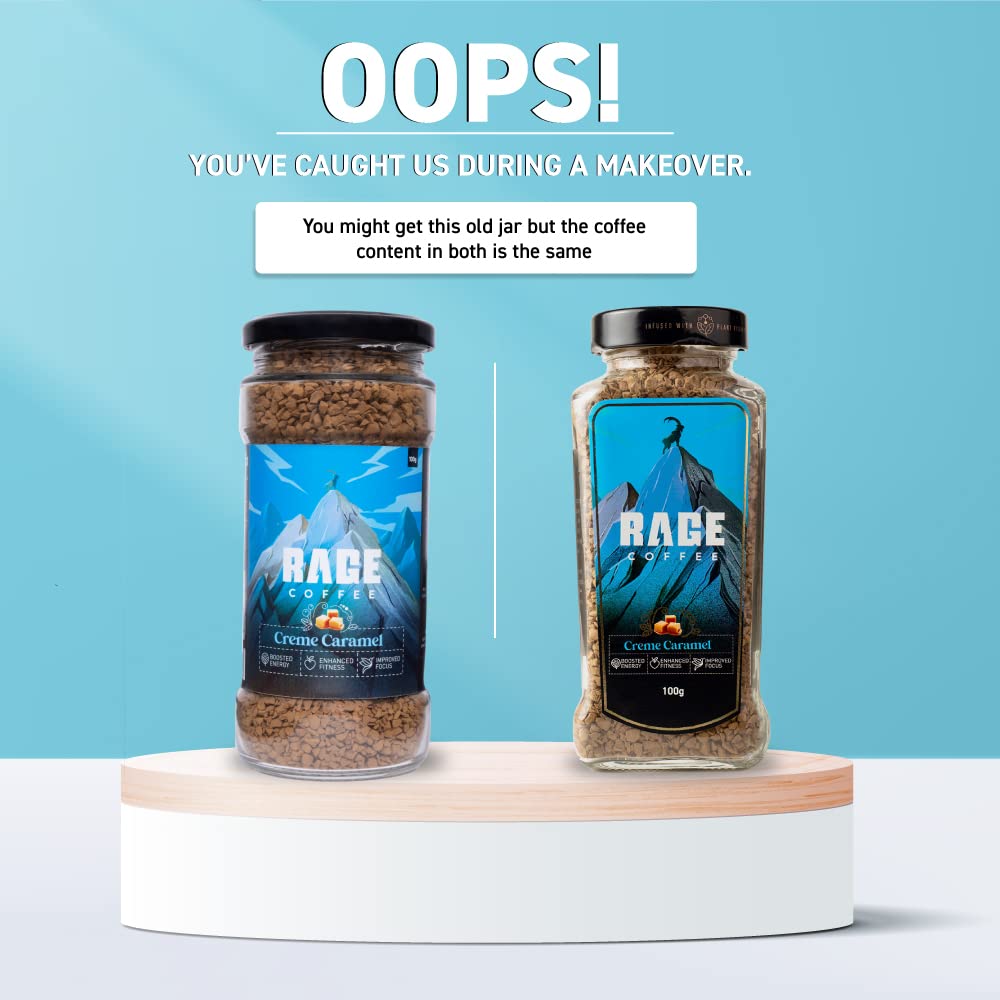 OOPS!
YOU'VE CAUGHT US DURING A MAKEOVER.
You might get this old jar but the coffee
content in both is the same
100g
RAGE
COFFEE
Creme Caramel
BOOSTED
ENERGY
ENHANCED
FITNESS
IMPROVED
FOCUS
INFUSED WITH PLANT
RAGE
COFFEE
Creme Caramel
BOOSTED
ENERGY
ENHANCED
FITNESS
IMPROVED
FOCUS
100g